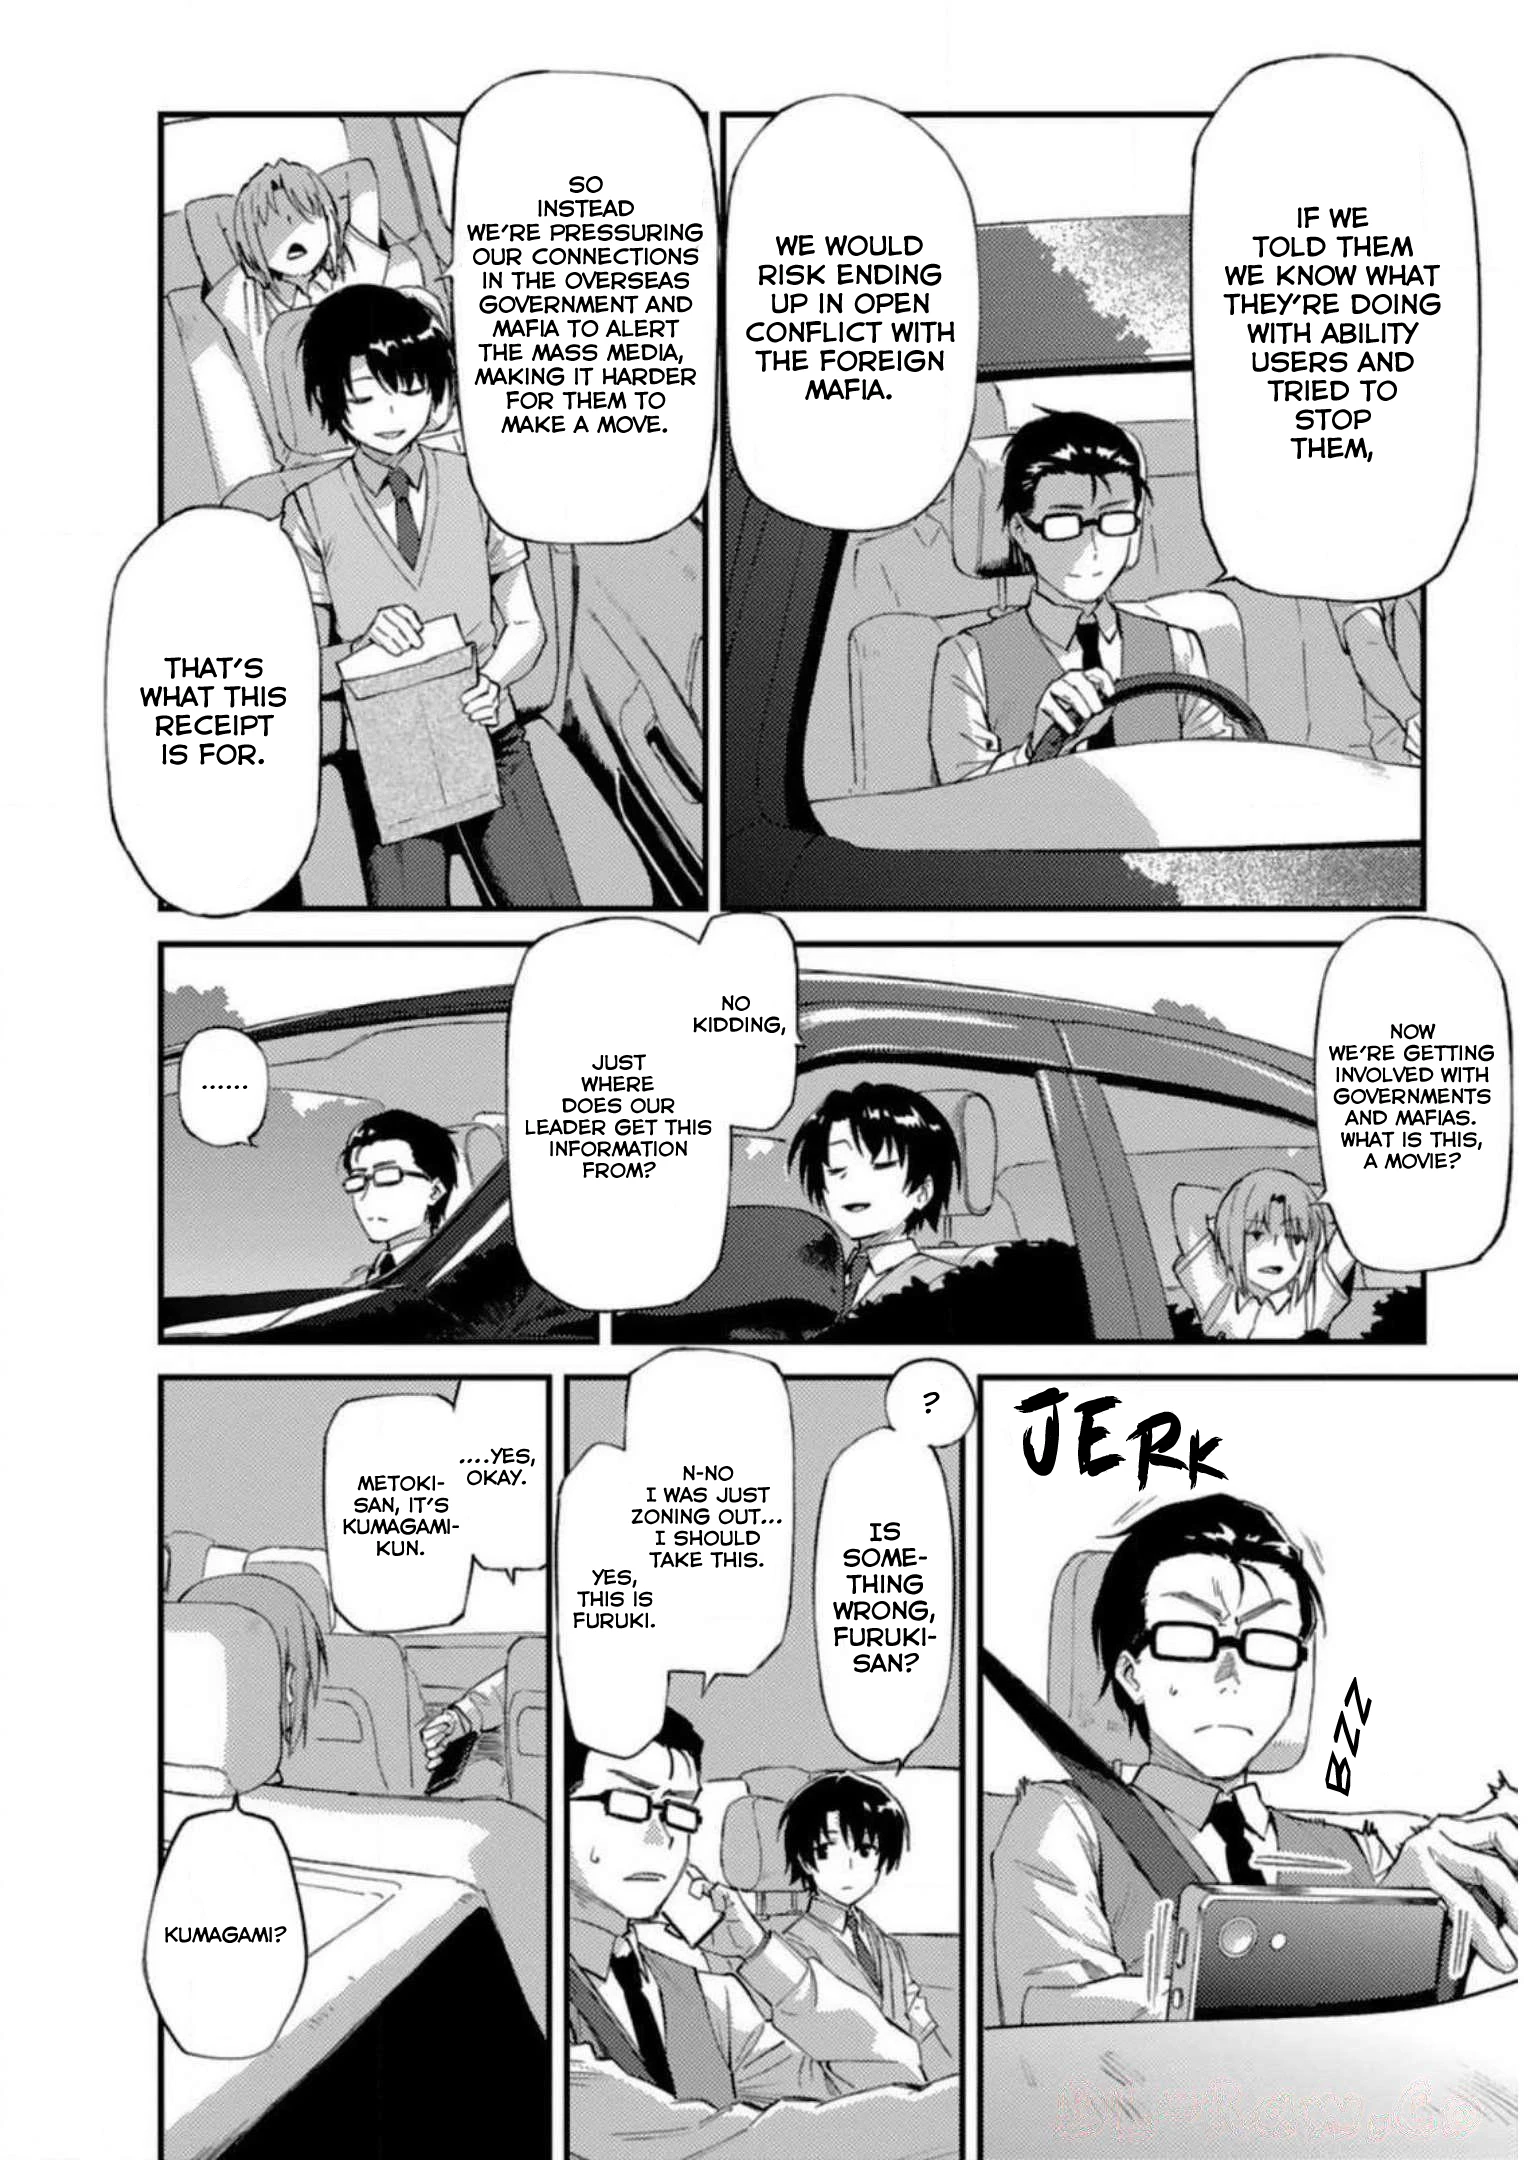 IF WE
TOLD THEM
WE KNOW WHAT
THEY'RE DOING
WITH ABILITY
USERS AND
TRIED TO
STOP
THEM,
WE WOULD
RISK ENDING
UP IN OPEN
CONFLICT WITH
THE FOREIGN
MAFIA.
SO
INSTEAD
WE'RE PRESSURING
OUR CONNECTIONS
IN THE OVERSEAS
GOVERNMENT AND
MAFIA TO ALERT
THE MASS MEDIA,
MAKING IT HARDER
FOR THEM TO
MAKE A MOVE.
THAT'S
WHAT THIS
RECEIPT
IS FOR.
NOW
WE'RE GETTING
INVOLVED WITH
GOVERNMENTS
AND MAFIAS.
WHAT IS THIS,
A MOVIE?
NO
KIDDING,
JUST
WHERE
DOES OUR
LEADER GET THIS
INFORMATION
FROM?
......
JERK
BZZ
?
IS
SOME-
THING
WRONG,
FURUKI-
SAN?
N-NO
I WAS JUST
ZONING OUT...
I SHOULD
TAKE THIS.
YES,
THIS IS
FURUKI.
....YES,
OKAY.
METOKI-
SAN, IT'S
KUMAGAMI-
KUN.
KUMAGAMI?